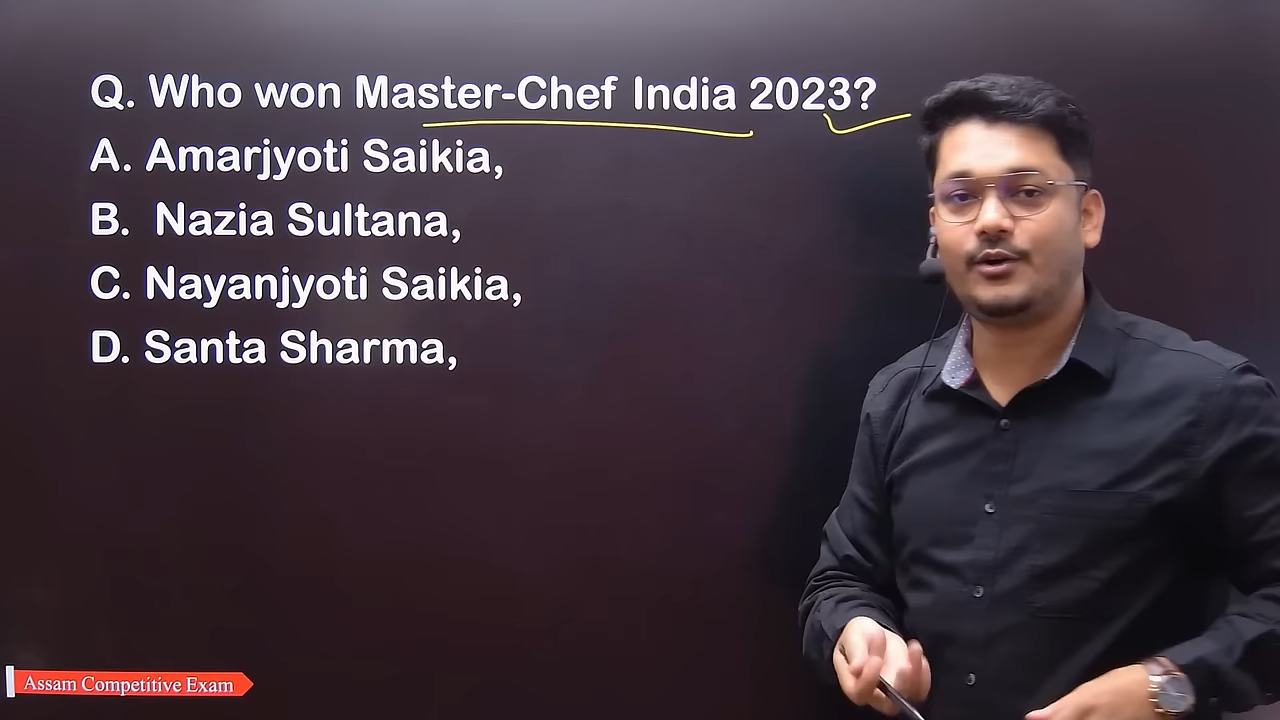 Q. Who won Master-Chef India 2023?
A. Amarjyoti Saikia,
B. Nazia Sultana,
C. Nayanjyoti Saikia,
D. Santa Sharma,
Assam Competitive Exam